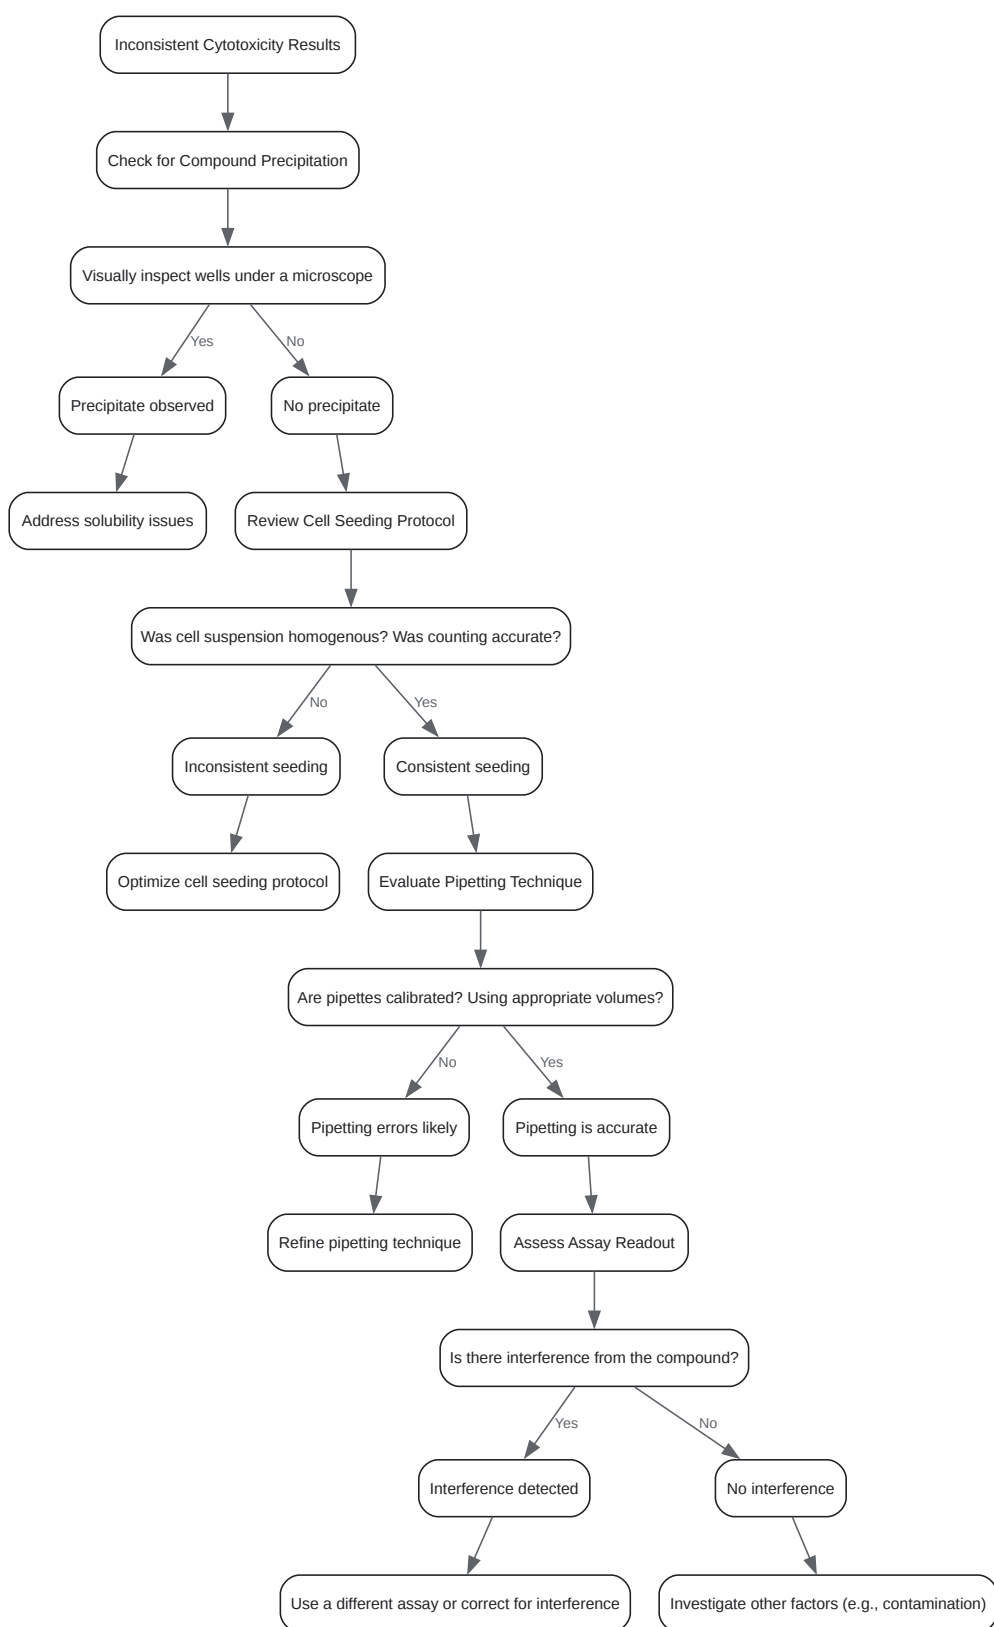 Inconsistent Cytotoxicity Results
Check for Compound Precipitation
Visually inspect wells under a microscope
Yes
No
Precipitate observed
No precipitate
Address solubility issues
Review Cell Seeding Protocol
Was cell suspension homogenous? Was counting accurate?
No
Yes
Inconsistent seeding
Consistent seeding
Optimize cell seeding protocol
Evaluate Pipetting Technique
Are pipettes calibrated? Using appropriate volumes?
No
Yes
Pipetting errors likely
Pipetting is accurate
Refine pipetting technique
Assess Assay Readout
Is there interference from the compound?
Yes
No
Interference detected
No interference
Use a different assay or correct for interference
Investigate other factors (e.g., contamination)